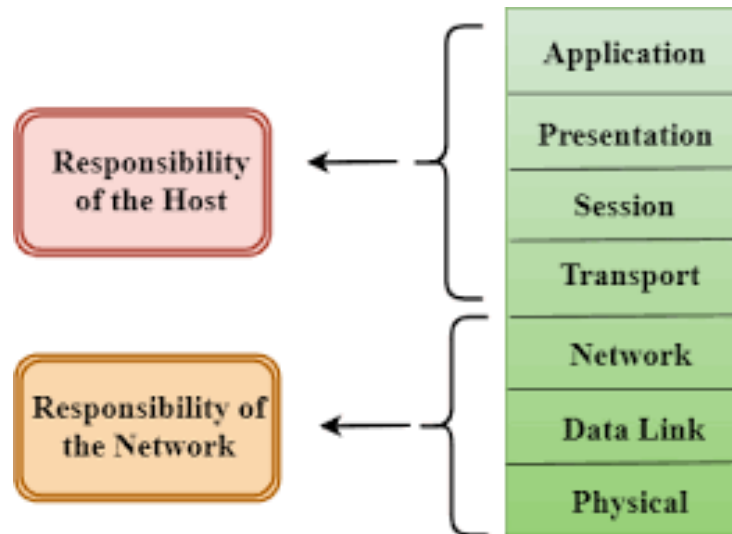 Responsibility
of the Host
Responsibility of
the Network
Application
Presentation
Session
Transport
Network
Data Link
Physical